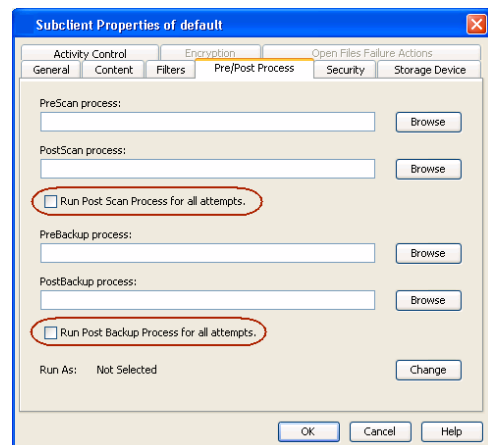 Subclient Properties of default
Activity Control Encryption Open Files Failure Actions
General Content Filters Pre/Post Process Security Storage Device
PreScan process:
Browse
PostScan process:
Browse
Run Post Scan Process for all attempts.
PreBackup process:
Browse
PostBackup process:
Browse
Run Post Backup Process for all attempts.
Run As: Not Selected Change
OK Cancel Help